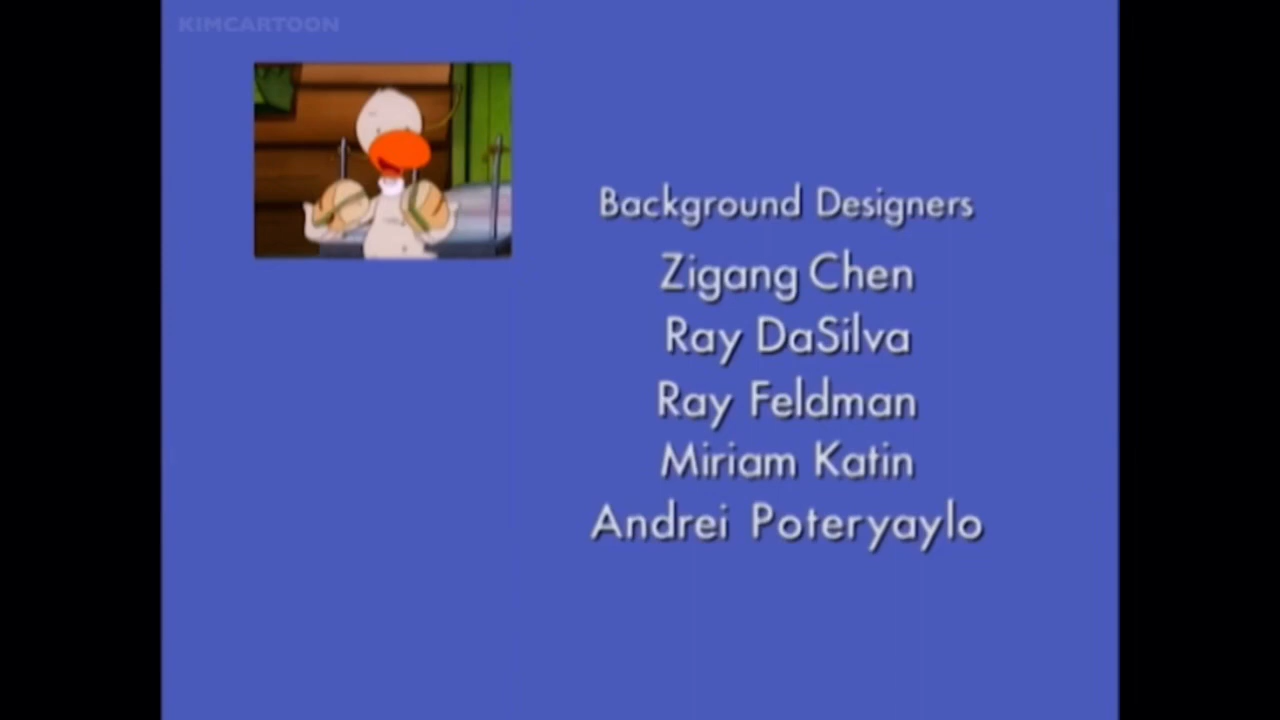 KIMCARTOON
Background Designers
Zigang Chen
Ray DaSilva
Ray Feldman
Miriam Katin
Andrei Poteryaylo